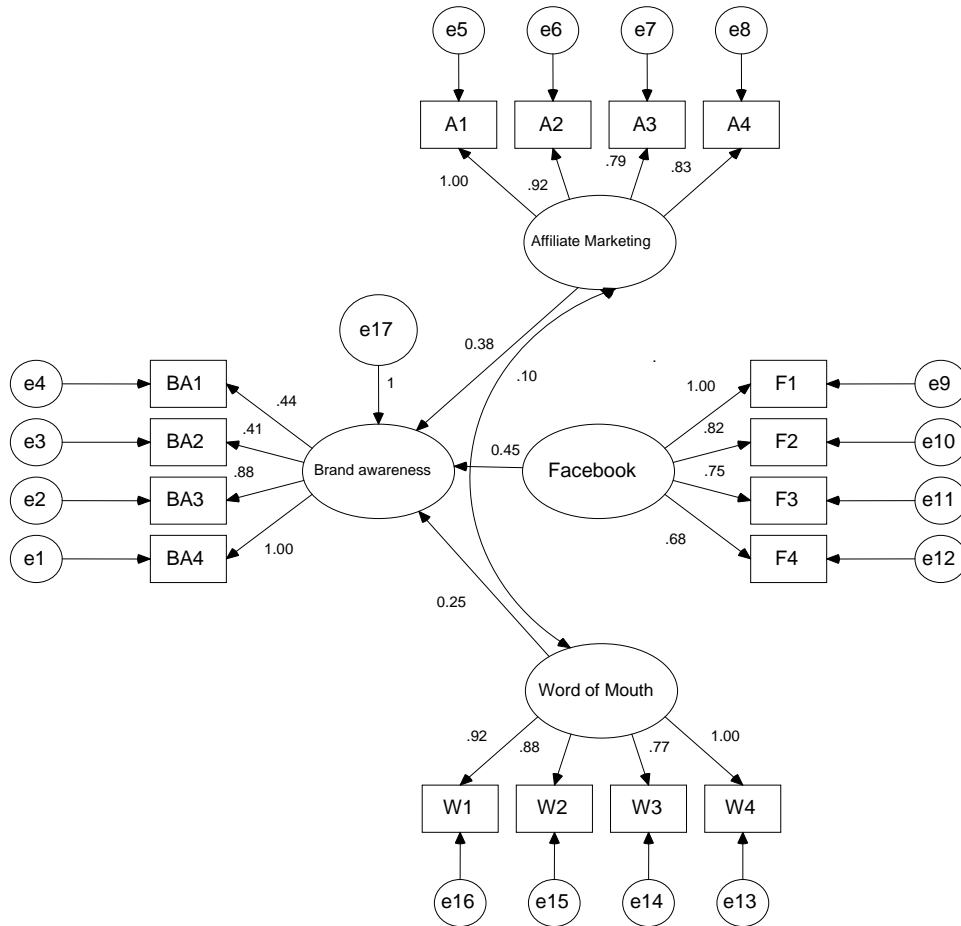 e5 e6 e7 e8
A1 A2 A3 A4
1.00 .92 .79 .83
Affiliate Marketing
e17
0.38
.10
1
e4 BA1 .44 1.00 F1 e9
e3 BA2 .41 .82 F2 e10
Brand awareness 0.45 Facebook
e2 BA3 .88 .75 F3 e11
e1 BA4 1.00 .68 F4 e12
0.25
Word of Mouth
.92 .88 .77 1.00
W1 W2 W3 W4
e16 e15 e14 e13